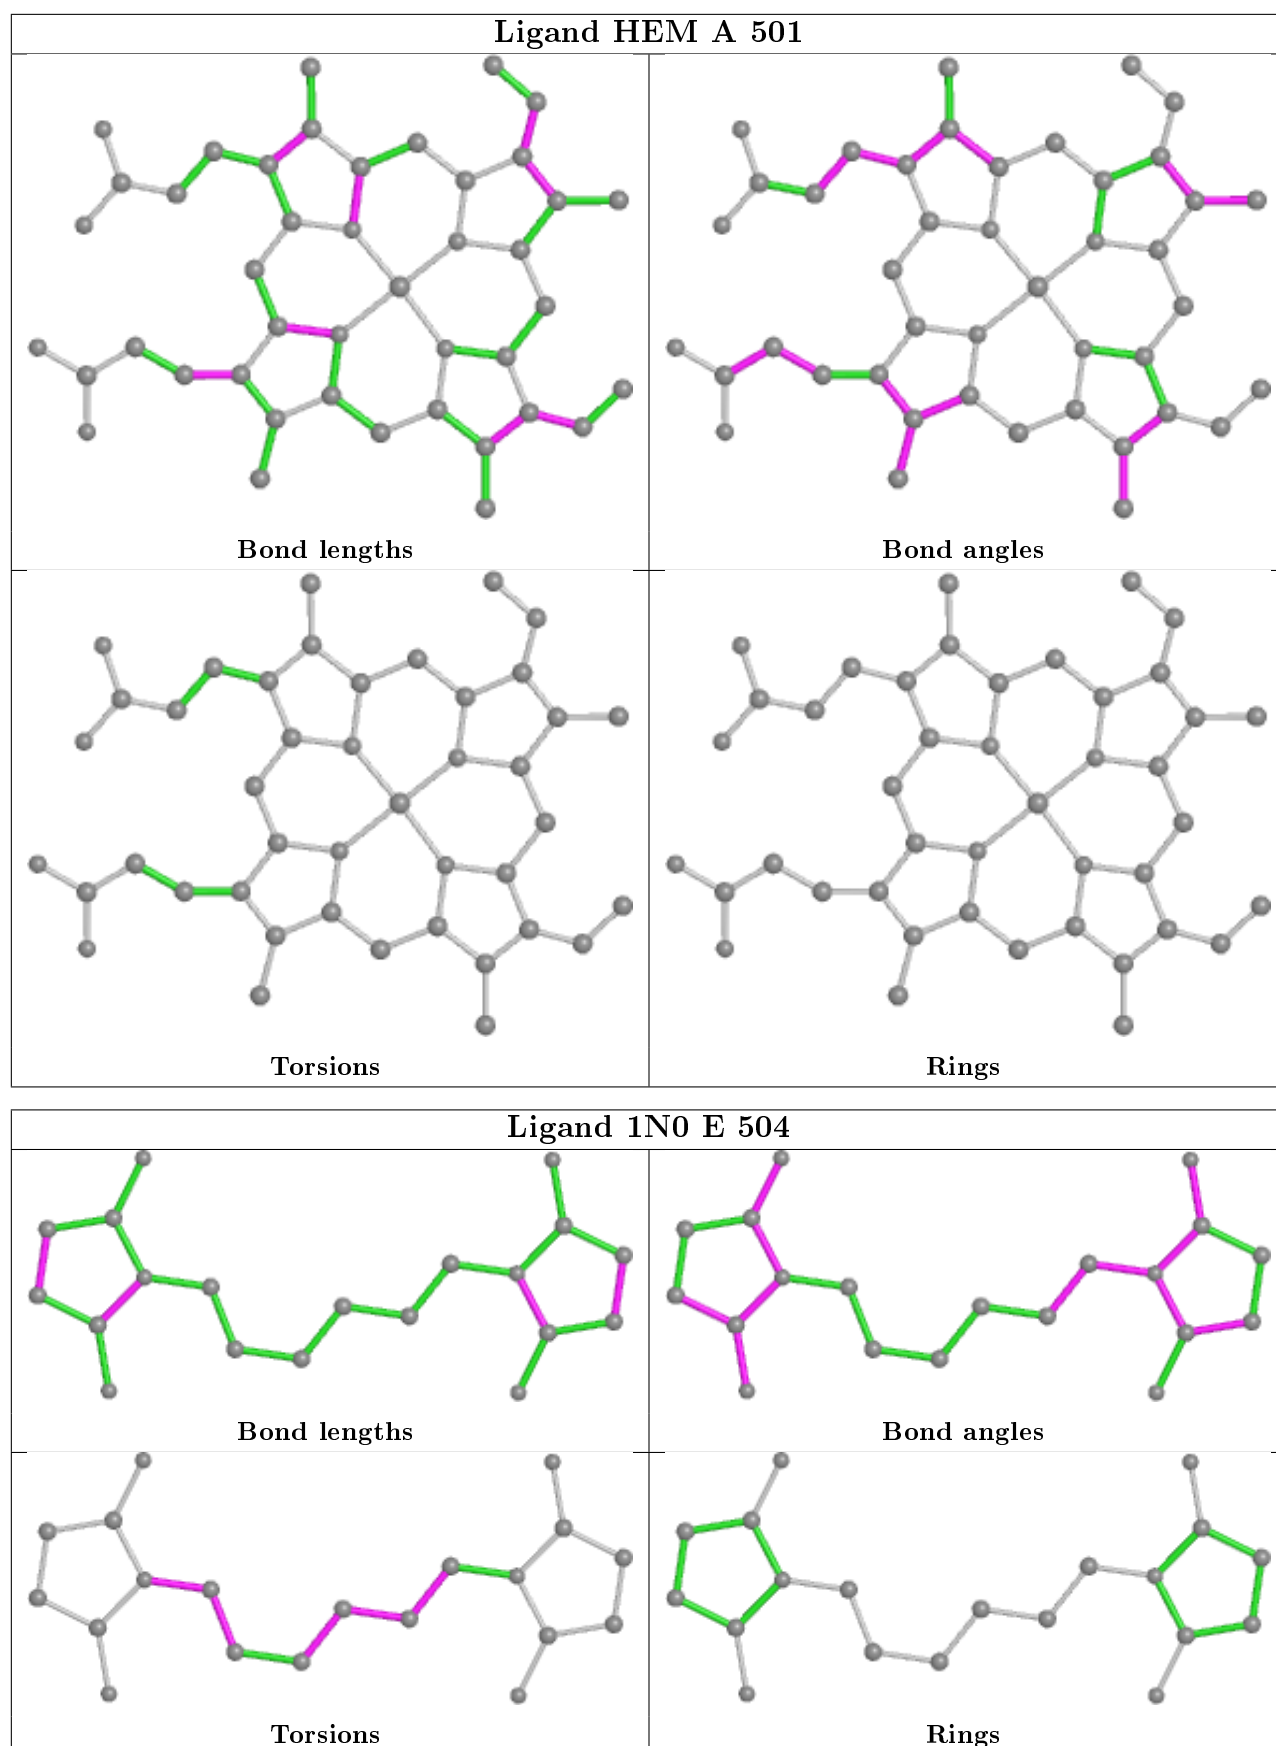 Ligand HEM A 501
Bond lengths
Bond angles
Torsions
Rings
Ligand 1N0 E 504
Bond lengths
Bond angles
Torsions
Rings